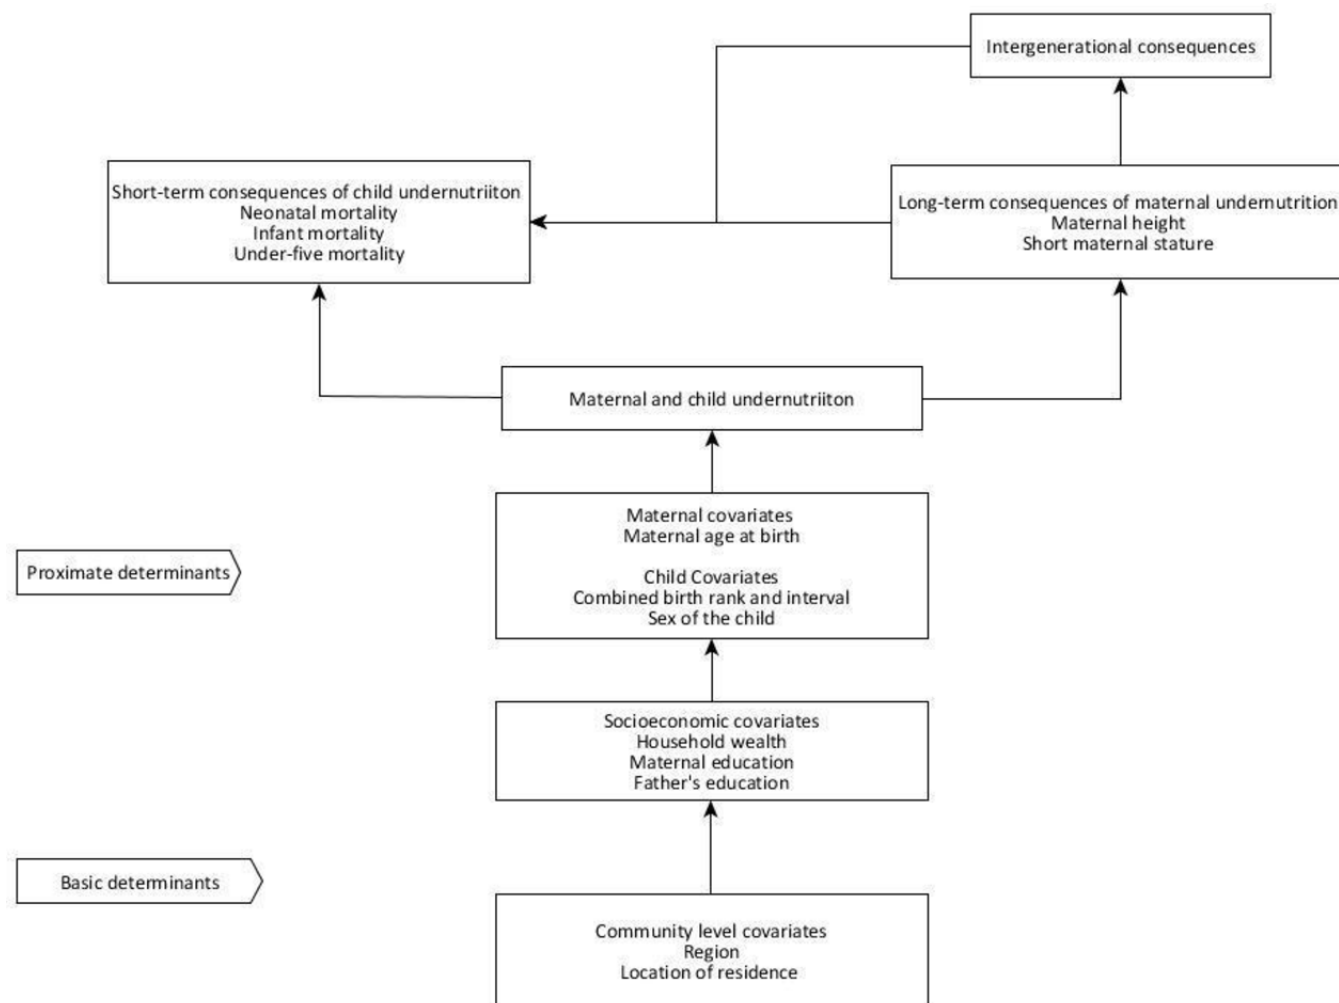 Intergenerational consequences
Short-term consequences of child undernutriiton
Neonatal mortality
Infant mortality
Under-five mortality
Long-term consequences of maternal undernutrition
Maternal height
Short maternal stature
Maternal and child undernutriiton
Maternal covariates
Maternal age at birth
Child Covariates
Combined birth rank and interval
Sex of the child
Proximate determinants
Socioeconomic covariates
Household wealth
Maternal education
Father's education
Basic determinants
Community level covariates
Region
Location of residence